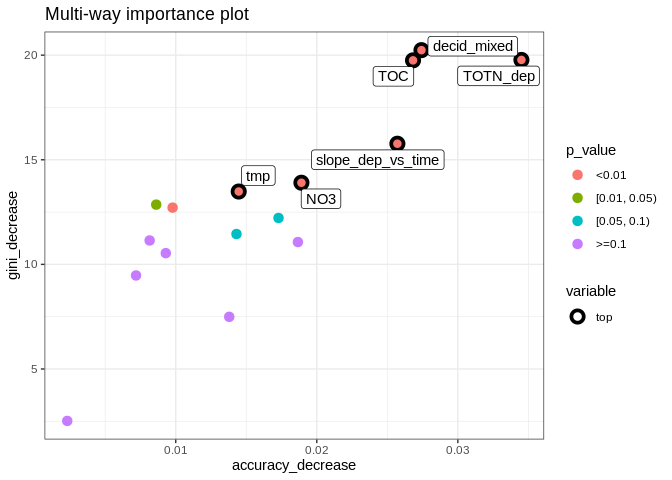 Multi-way importance plot
decid_mixed
TOC
TOTN_dep
slope_dep_vs_time
tmp
NO3
20
15
10
5
gini_decrease
0.01
0.02
0.03
accuracy_decrease
p_value
<0.01
[0.01, 0.05)
[0.05, 0.1)
>=0.1
variable
top